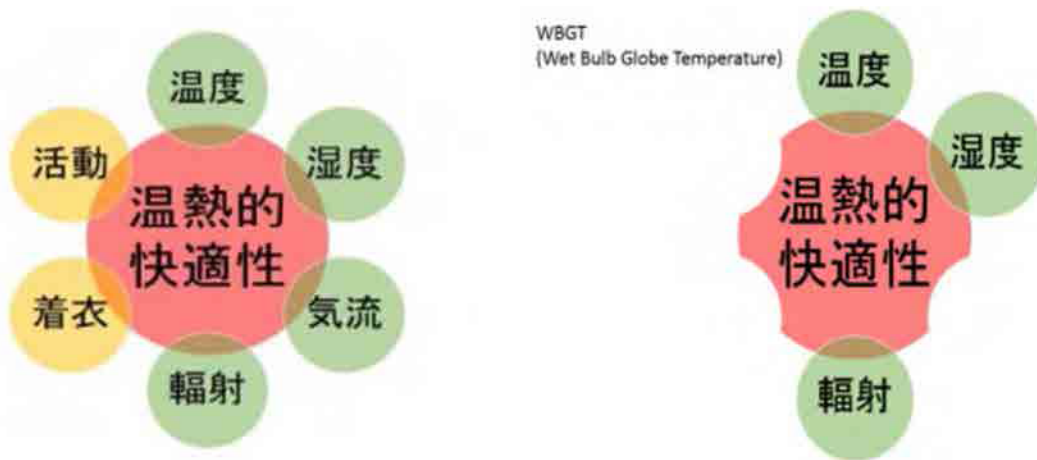 温度
活動
湿度
温熱的
快適性
着衣
気流
輻射
WBGT
(Wet Bulb Globe Temperature)
温度
湿度
温熱的
快適性
輻射